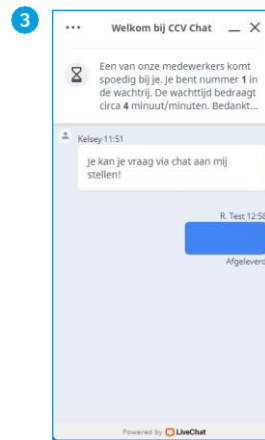 3
Welkom bij CCV Chat
Een van onze medewerkers komt
spoedig bij je. Je bent nummer 1 in
de wachtrij. De wachttijd bedraagt
circa 4 minuut/minuten. Bedankt...
Kelsey 11:51
Je kan je vraag via chat aan mij
stellen!
R. Test 12:58
Afgeleverd
Powered by LiveChat